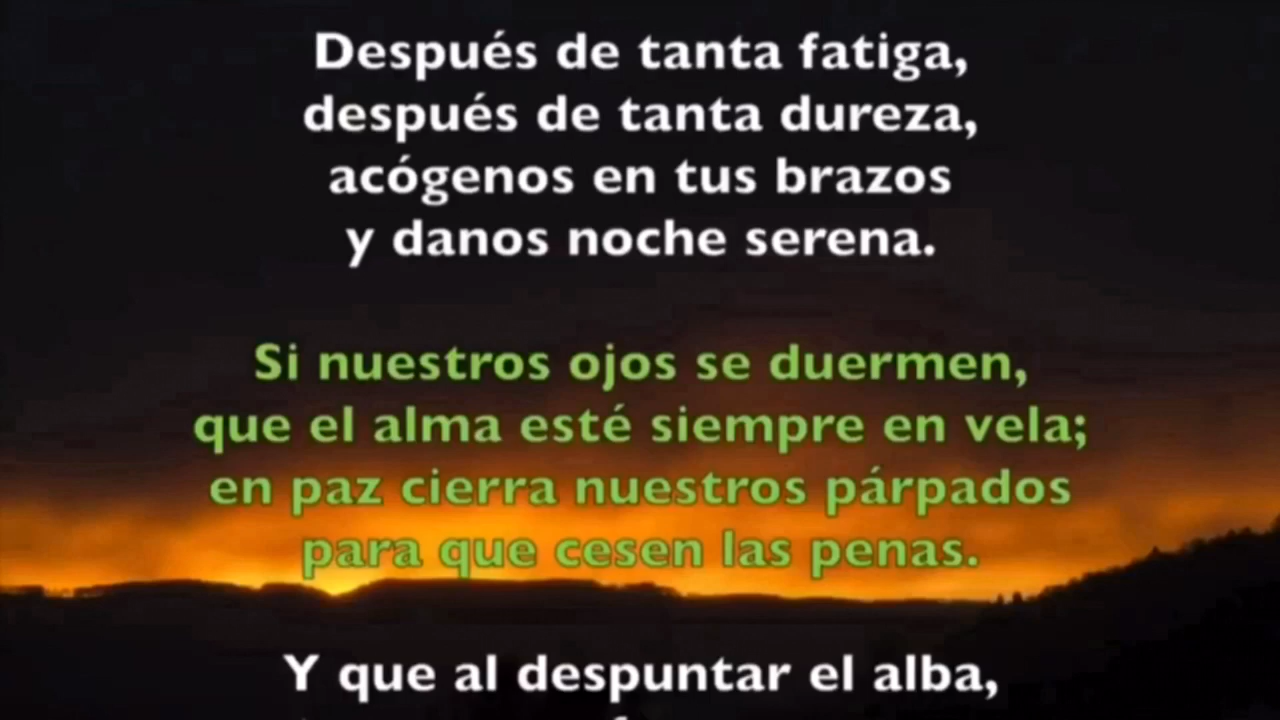 Después de tanta fatiga,
después de tanta dureza,
acógenos en tus brazos
y danos noche serena.
Si nuestros ojos se duermen,
que el alma esté siempre en vela;
en paz cierra nuestros párpados
para que cesen las penas.
Y que al despuntar el alba,